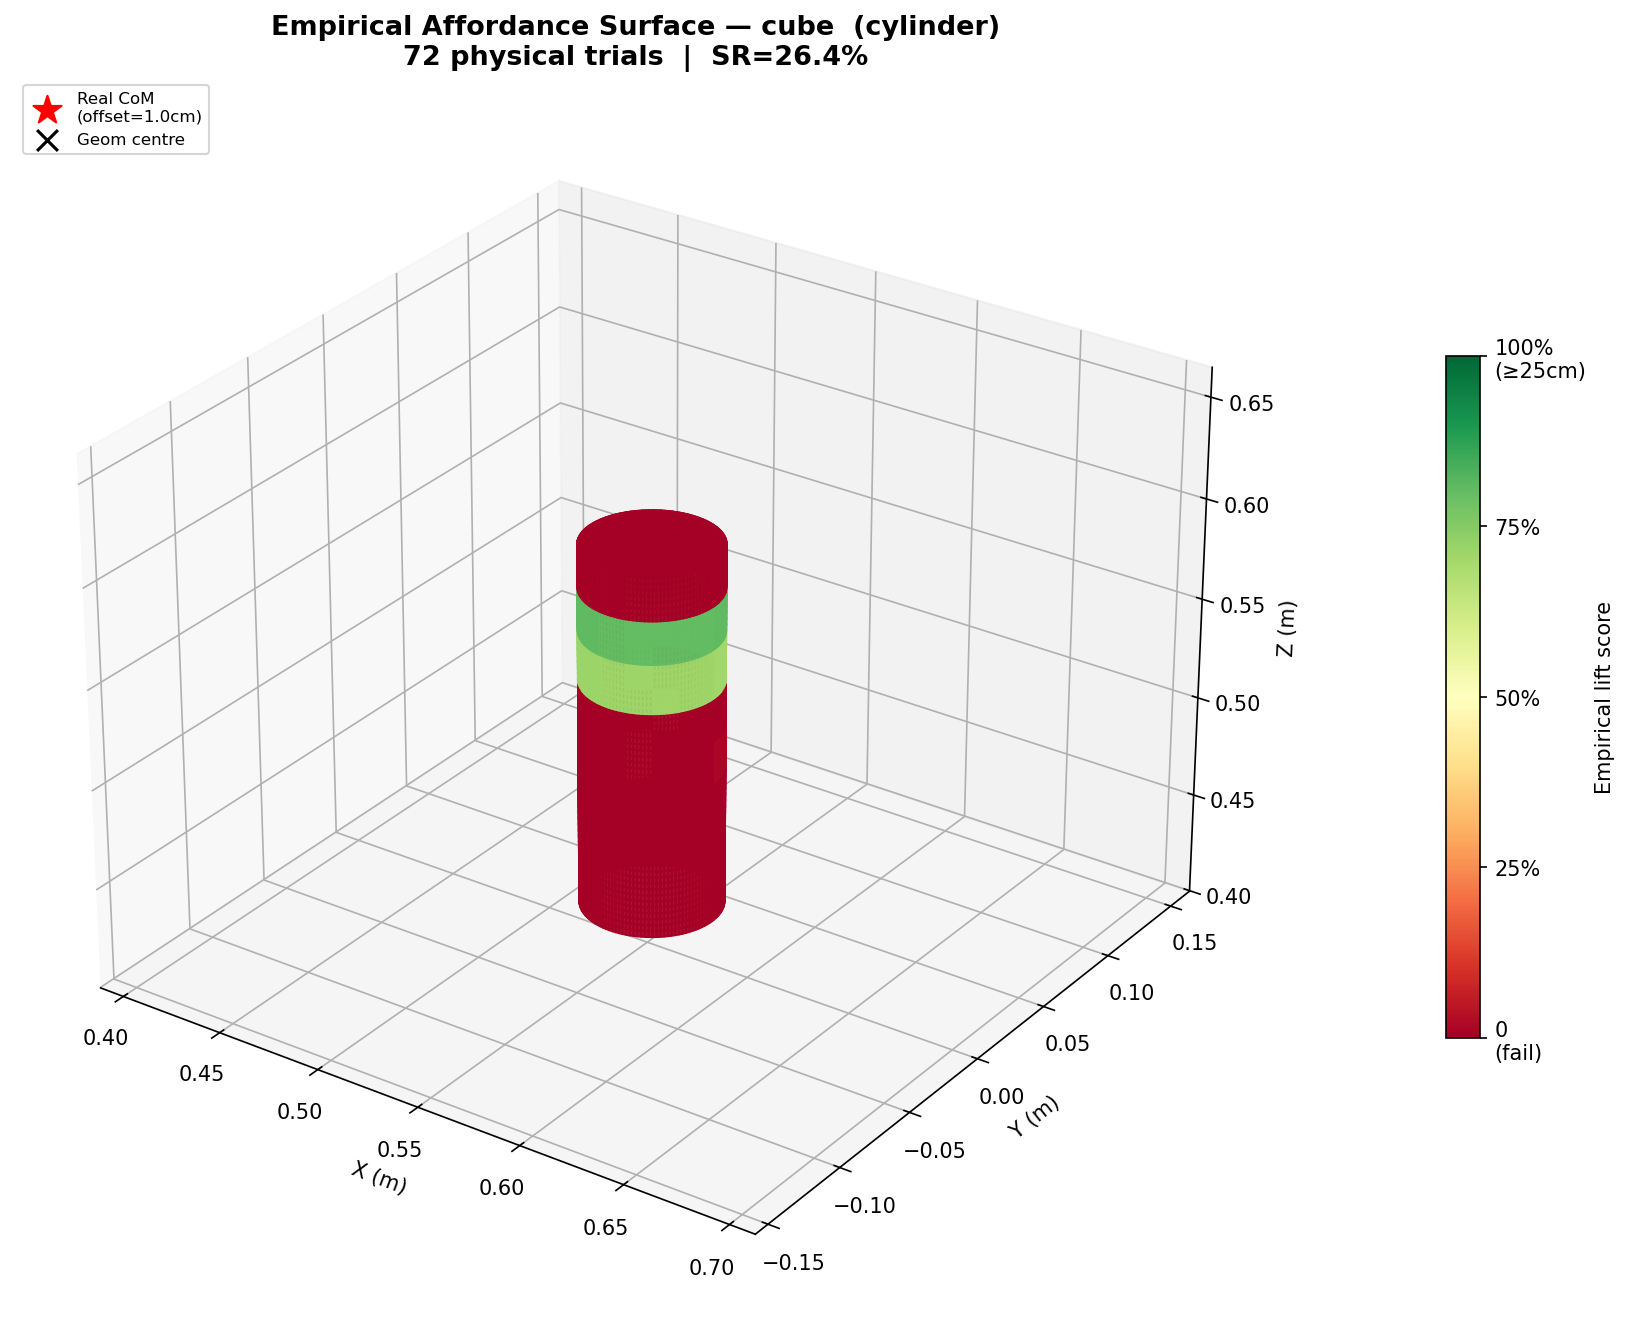 Empirical Affordance Surface — cube  (cylinder)
72 physical trials  |  SR=26.4%
Real CoM
(offset=1.0cm)
Geom centre
0.65
0.60
0.55
0.50
0.45
0.40
Z (m)
0.15
0.10
0.05
0.00
−0.05
−0.10
−0.15
Y (m)
0.40
0.45
0.50
0.55
0.60
0.65
0.70
X (m)
100%
(≥25cm)
75%
50%
25%
0
(fail)
Empirical lift score